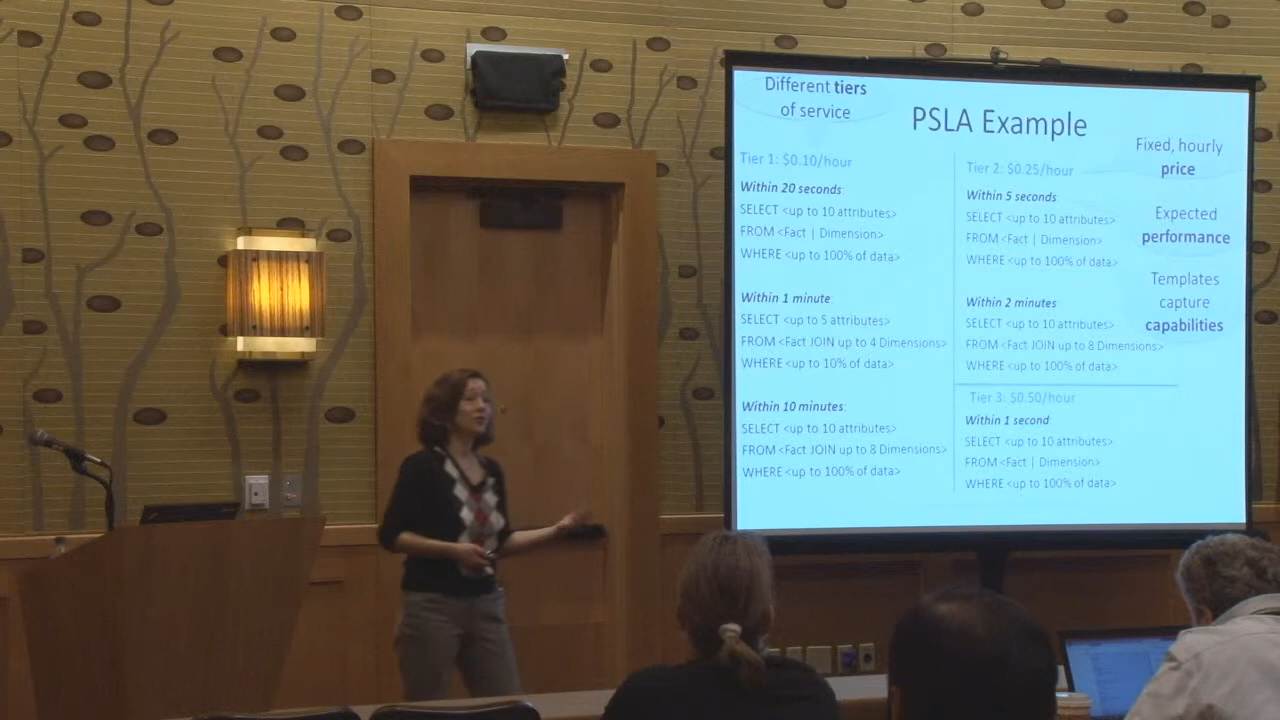 Different tiers
of service
PSLA Example
Fixed, hourly
price
Expected
performance
Templates
capture
capabilities
Tier 1: $0.10/hour
Within 20 seconds:
SELECT <up to 10 attributes>
FROM <Fact | Dimension>
WHERE <up to 100% of data>
Within 1 minute:
SELECT <up to 5 attributes>
FROM <Fact JOIN up to 4 Dimensions>
WHERE <up to 10% of data>
Within 10 minutes:
SELECT <up to 10 attributes>
FROM <Fact JOIN up to 8 Dimensions>
WHERE <up to 100% of data>
Tier 2: $0.25/hour
Within 5 seconds:
SELECT <up to 10 attributes>
FROM <Fact | Dimension>
WHERE <up to 100% of data>
Within 2 minutes:
SELECT <up to 10 attributes>
FROM <Fact JOIN up to 8 Dimensions>
WHERE <up to 100% of data>
Tier 3: $0.50/hour
Within 1 second:
SELECT <up to 10 attributes>
FROM <Fact | Dimension>
WHERE <up to 100% of data>